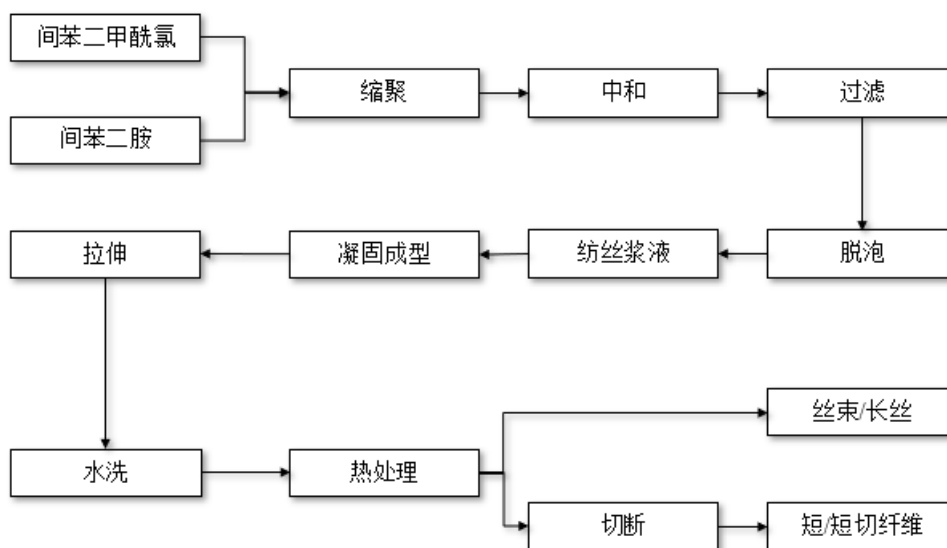 间苯二甲酰氯
间苯二胺
缩聚
中和
过滤
脱泡
纺丝浆液
凝固成型
拉伸
水洗
热处理
丝束/长丝
切断
短/短切纤维